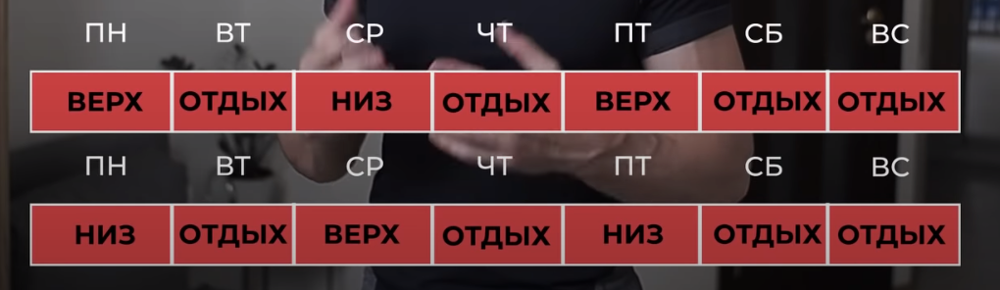 ПН ВТ СР ЧТ ПТ СБ ВС
ВЕРХ ОТДЫХ НИЗ ОТДЫХ ВЕРХ ОТДЫХ ОТДЫХ
ПН ВТ СР ЧТ ПТ СБ ВС
НИЗ ОТДЫХ ВЕРХ ОТДЫХ НИЗ ОТДЫХ ОТДЫХ